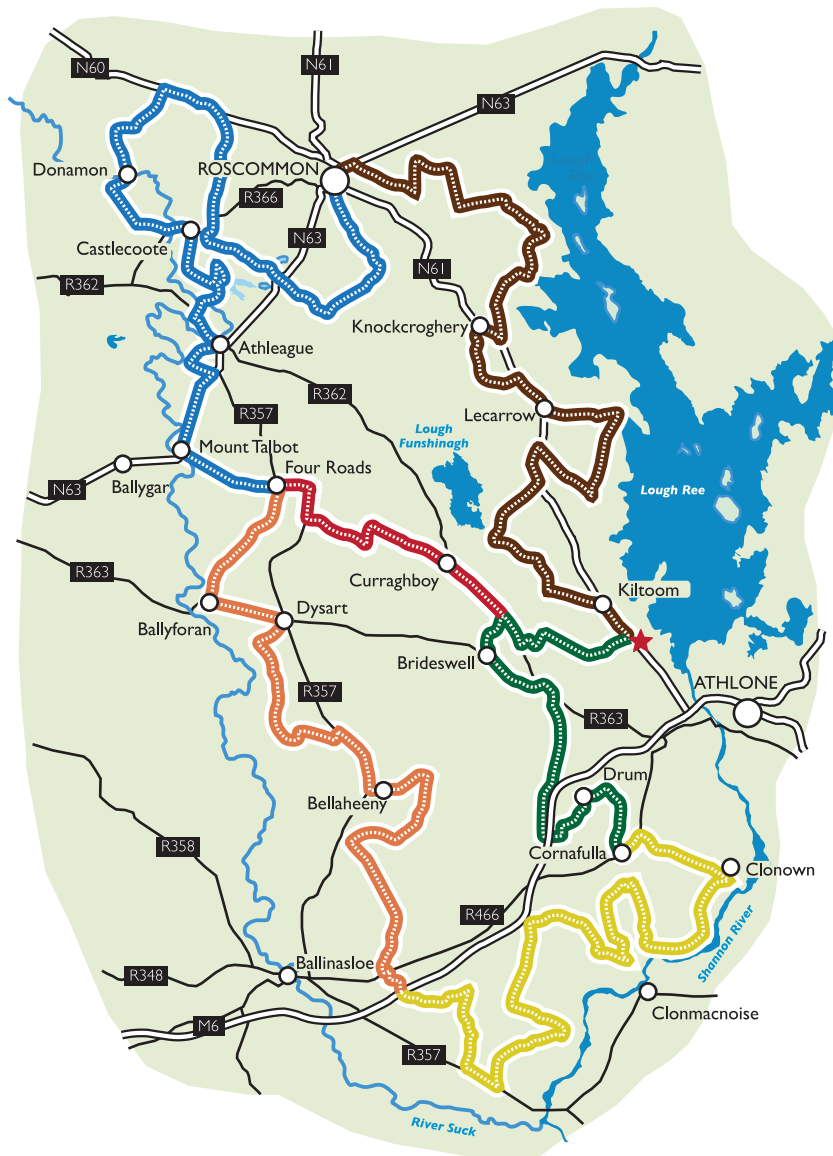 N60
N61
N63
Lough
Ree
Donamon
ROSCOMMON
R366
Castlecoote
N63
N61
R362
Knockcroghery
Athleague
R362
R357
Lecarrow
Lough
Funshinagh
Mount Talbot
Four Roads
Ballygar
N63
Lough Ree
R363
Curraghboy
Kiltoom
Ballyforan
Dysart
Brideswell
R357
ATHLONE
R363
Drum
Bellaheeny
R358
Cornafulla
Clonown
R466
Shannon River
Ballinasloe
R348
Clonmacnoise
M6
R357
River Suck